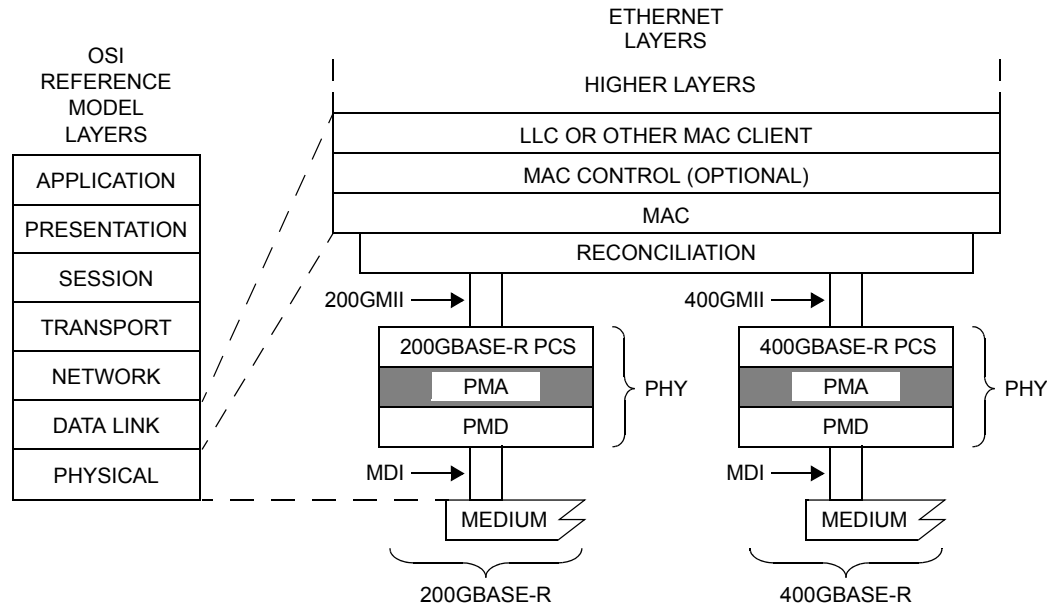 ETHERNET
LAYERS
OSI
REFERENCE
MODEL
LAYERS
HIGHER LAYERS
LLC OR OTHER MAC CLIENT
MAC CONTROL (OPTIONAL)
MAC
RECONCILIATION
APPLICATION
PRESENTATION
SESSION
TRANSPORT
NETWORK
DATA LINK
PHYSICAL
200GMII
400GMII
200GBASE-R PCS
PMA
PMD
PHY
400GBASE-R PCS
PMA
PMD
PHY
MDI
MDI
MEDIUM
MEDIUM
200GBASE-R
400GBASE-R